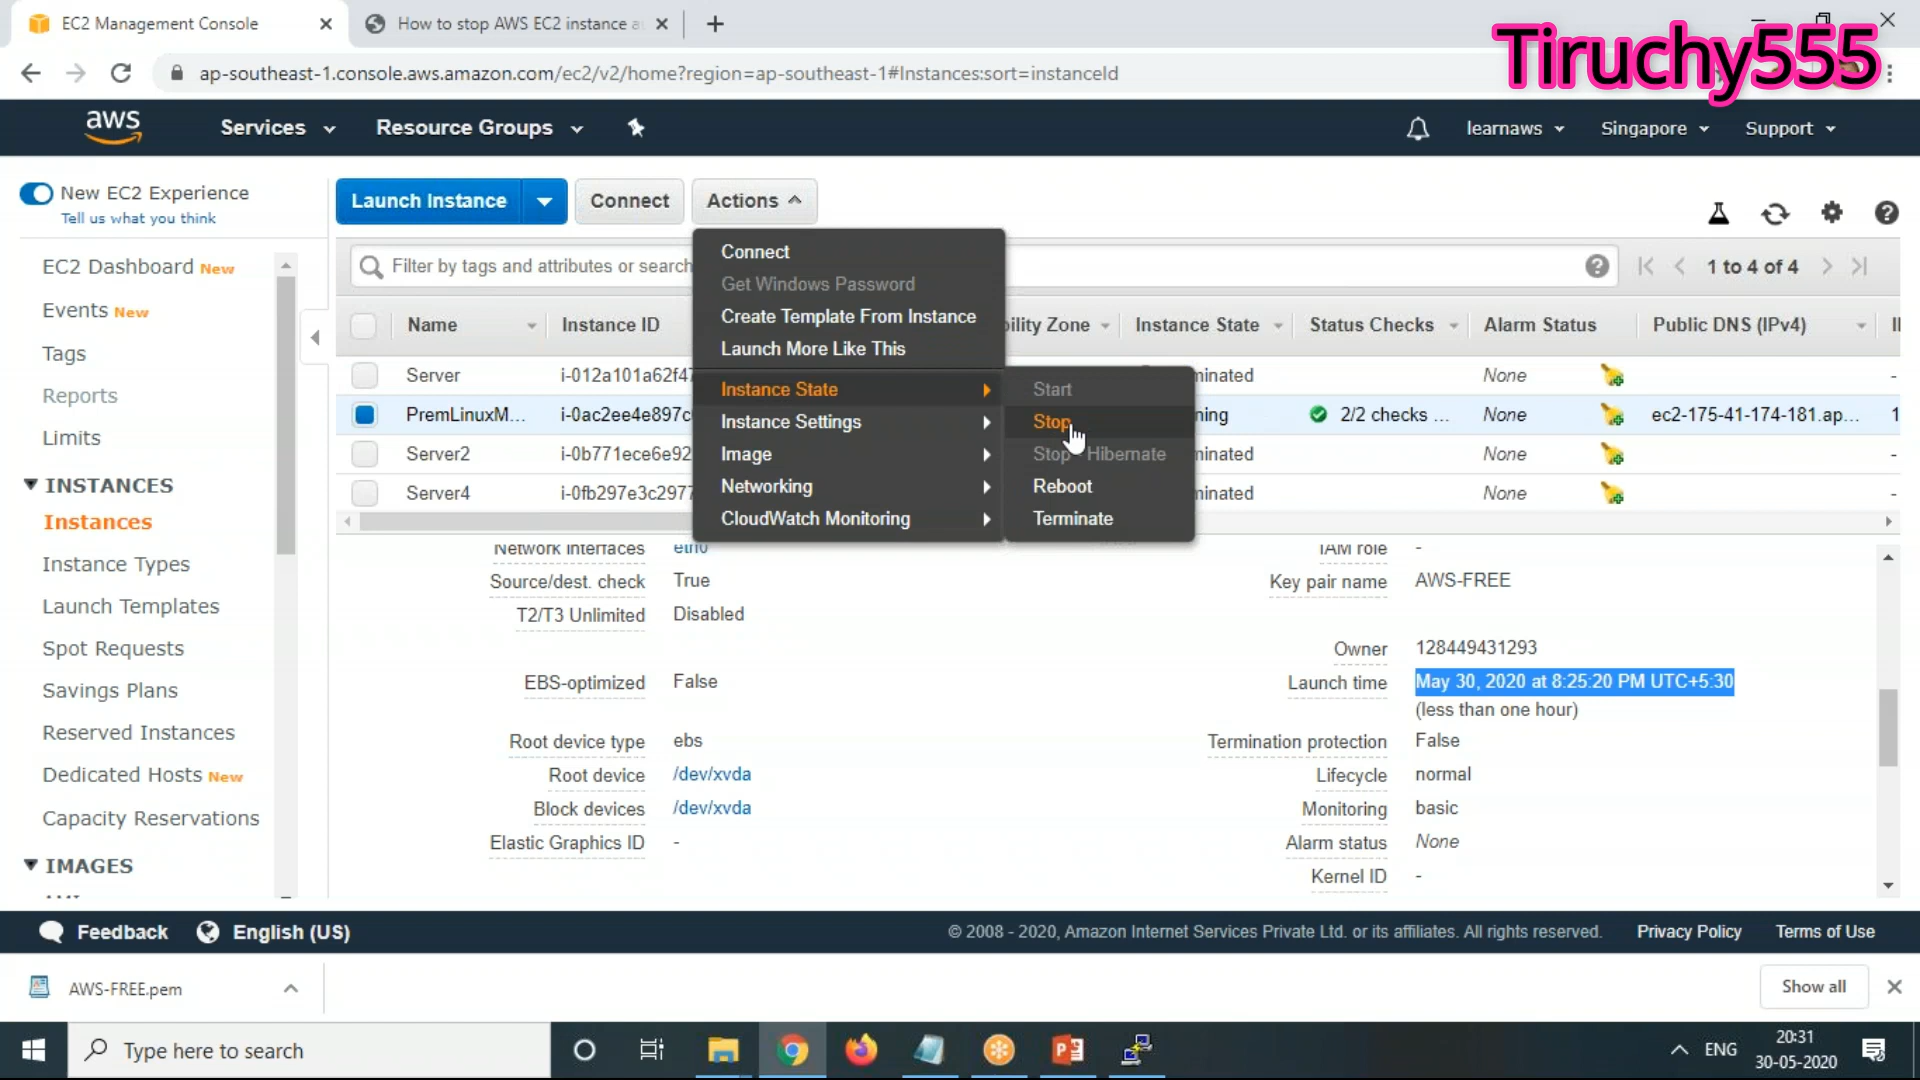 EC2 Management Console
How to stop AWS EC2 instance a
Tiruchy555
ap-southeast-1.console.aws.amazon.com/ec2/v2/home?region=ap-southeast-1#Instances:sort=instanceId
aws
Services
Resource Groups
learnaws
Singapore
Support
New EC2 Experience
Tell us what you think
EC2 Dashboard New
Events New
Tags
Reports
Limits
INSTANCES
Instances
Instance Types
Launch Templates
Spot Requests
Savings Plans
Reserved Instances
Dedicated Hosts New
Capacity Reservations
IMAGES
Launch Instance
Connect
Actions
Filter by tags and attributes or search
1 to 4 of 4
Connect
Get Windows Password
Create Template From Instance
Launch More Like This
Instance State
Instance Settings
Image
Networking
CloudWatch Monitoring
Start
Stop
Stop - Hibernate
Reboot
Terminate
Name Instance ID ility Zone Instance State Status Checks Alarm Status Public DNS (IPv4)
Server i-012a101a62f47 minated None -
PremLinuxM... i-0ac2ee4e897c ning 2/2 checks ... None ec2-175-41-174-181.ap... 1
Server2 i-0b771ece6e92 minated None -
Server4 i-0fb297e3c2977 minated None -
Network interfaces eth0
Source/dest. check True
T2/T3 Unlimited Disabled
EBS-optimized False
Root device type ebs
Root device /dev/xvda
Block devices /dev/xvda
Elastic Graphics ID -
IAM role -
Key pair name AWS-FREE
Owner 128449431293
Launch time May 30, 2020 at 8:25:20 PM UTC+5:30
(less than one hour)
Termination protection False
Lifecycle normal
Monitoring basic
Alarm status None
Kernel ID -
Feedback
English (US)
© 2008 - 2020, Amazon Internet Services Private Ltd. or its affiliates. All rights reserved.
Privacy Policy
Terms of Use
AWS-FREE.pem
Show all
Type here to search
ENG
20:31
30-05-2020